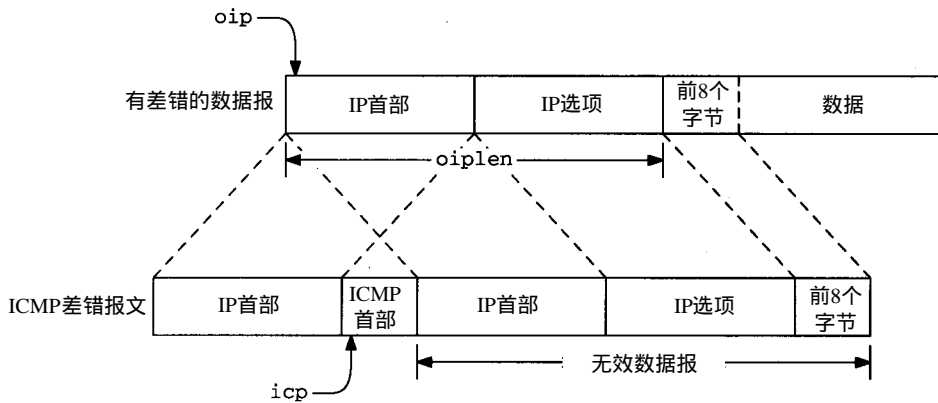 oip
有差错的数据报
IP首部
IP选项
前8个
字节
数据
oiplen
ICMP差错报文
IP首部
ICMP
首部
IP首部
IP选项
前8个
字节
无效数据报
icp